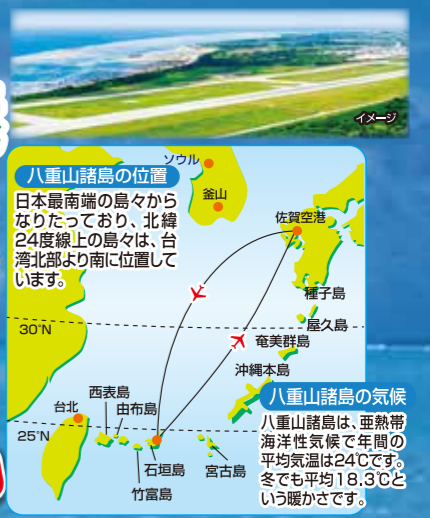 イメージ
八重山諸島の位置
日本最南端の島々から
なりたっており、北緯
24度線上の島々は、台
湾北部より南に位置して
います。
ソウル
釜山
佐賀空港
種子島
屋久島
30°N
奄美群島
沖縄本島
西表島
台北
由布島
25°N
石垣島
宮古島
竹富島
八重山諸島の気候
八重山諸島は、亜熱帯
海洋性気候で年間の
平均気温は24℃です。
冬でも平均18.3℃と
いう暖かさです。